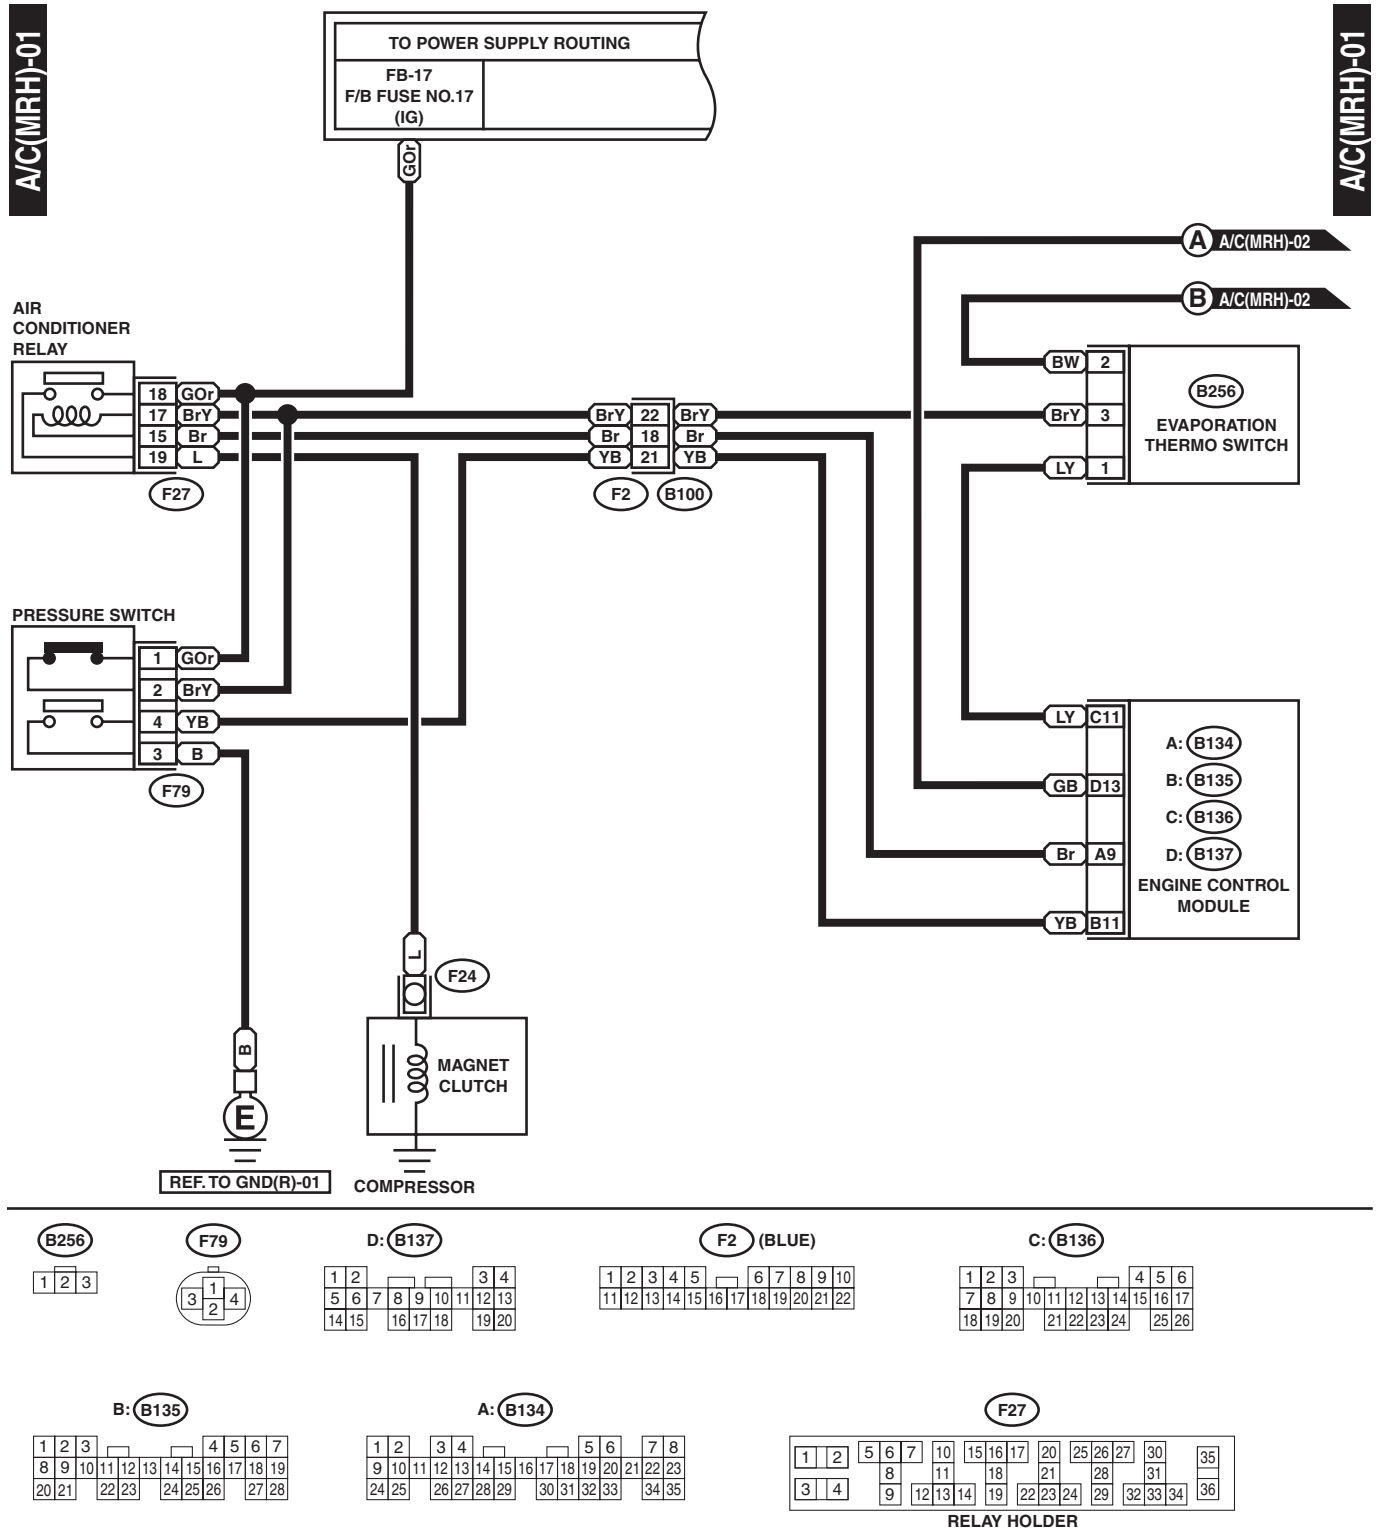 A/C(MRH)-01
A/C(MRH)-01
TO POWER SUPPLY ROUTING
FB-17
F/B FUSE NO.17
(IG)
GOr
A A/C(MRH)-02
B A/C(MRH)-02
AIR
CONDITIONER
RELAY
18 GOr
17 BrY
15 Br
19 L
F27
BrY 22 BrY
Br 18 Br
YB 21 YB
F2 B100
BW 2
BrY 3
LY 1
B256
EVAPORATION
THERMO SWITCH
PRESSURE SWITCH
1 GOr
2 BrY
4 YB
3 B
F79
LY C11
GB D13
Br A9
YB B11
A: B134
B: B135
C: B136
D: B137
ENGINE CONTROL
MODULE
L
F24
B
E
REF. TO GND(R)-01
MAGNET
CLUTCH
COMPRESSOR
B256
1 2 3
F79
1
3 4
2
D: B137
1 2 3 4
5 6 7 8 9 10 11 12 13
14 15 16 17 18 19 20
F2 (BLUE)
1 2 3 4 5 6 7 8 9 10
11 12 13 14 15 16 17 18 19 20 21 22
C: B136
1 2 3 4 5 6
7 8 9 10 11 12 13 14 15 16 17
18 19 20 21 22 23 24 25 26
B: B135
1 2 3 4 5 6 7
8 9 10 11 12 13 14 15 16 17 18 19
20 21 22 23 24 25 26 27 28
A: B134
1 2 3 4 5 6 7 8
9 10 11 12 13 14 15 16 17 18 19 20 21 22 23
24 25 26 27 28 29 30 31 32 33 34 35
F27
1 2 5 6 7 10 15 16 17 20 25 26 27 30 35
8 11 18 21 28 31
3 4 9 12 13 14 19 22 23 24 29 32 33 34 36
RELAY HOLDER